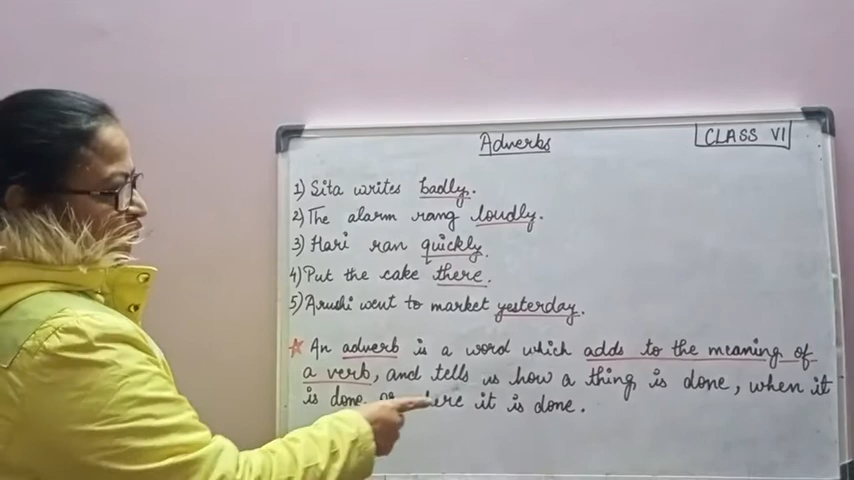 Adverbs
CLASS VI
1) Sita writes badly.
2) The alarm rang loudly.
3) Hari ran quickly.
4) Put the cake there.
5) Arushi went to market yesterday.
☆ An adverb is a word which adds to the meaning of
a verb, and tells us how a thing is done, when it
is done or where it is done.